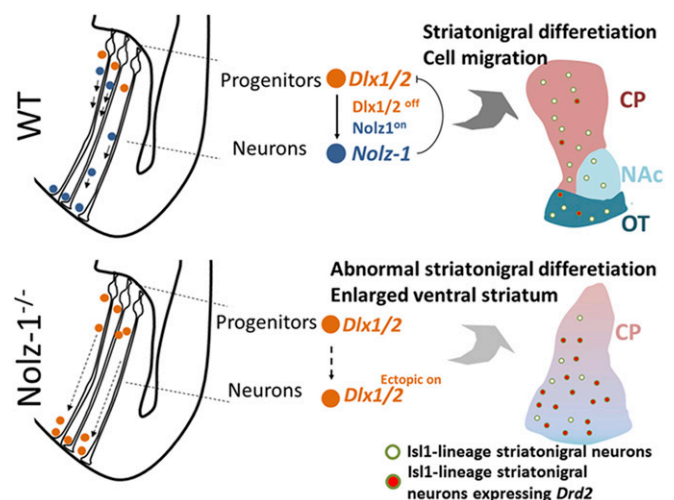 WT
Striatonigral differetiation
Cell migration
Progenitors
Dlx1/2
Dlx1/2 off
Nolz1on
Neurons
Nolz-1
CP
NAc
OT
Nolz-1-/-
Abnormal striatonigral differetiation
Enlarged ventral striatum
Progenitors
Dlx1/2
Neurons
Dlx1/2 Ectopic on
CP
Isl1-lineage striatonigral neurons
Isl1-lineage striatonigral
neurons expressing Drd2